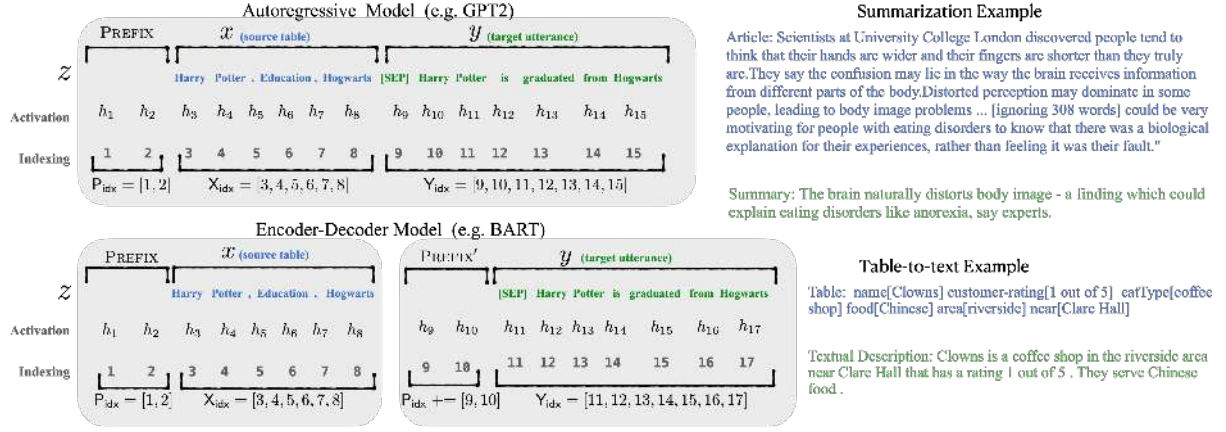 Autoregressive Model (e.g. GPT2)
PREFIX x (source table) y (target utterance)
z Harry Potter , Education , Hogwarts [SEP] Harry Potter is graduated from Hogwarts
Activation h1 h2 h3 h4 h5 h6 h7 h8 h9 h10 h11 h12 h13 h14 h15
Indexing 1 2 3 4 5 6 7 8 9 10 11 12 13 14 15
Pidx = [1, 2] Xidx = [3, 4, 5, 6, 7, 8] Yidx = [9, 10, 11, 12, 13, 14, 15]
Encoder-Decoder Model (e.g. BART)
PREFIX x (source table) PREFIX′ y (target utterance)
z Harry Potter , Education , Hogwarts [SEP] Harry Potter is graduated from Hogwarts
Activation h1 h2 h3 h4 h5 h6 h7 h8 h9 h10 h11 h12 h13 h14 h15 h16 h17
Indexing 1 2 3 4 5 6 7 8 9 10 11 12 13 14 15 16 17
Pidx = [1, 2] Xidx = [3, 4, 5, 6, 7, 8] Pidx += [9, 10] Yidx = [11, 12, 13, 14, 15, 16, 17]
Summarization Example
Article: Scientists at University College London discovered people tend to
think that their hands are wider and their fingers are shorter than they truly
are.They say the confusion may lie in the way the brain receives information
from different parts of the body.Distorted perception may dominate in some
people, leading to body image problems ... [ignoring 308 words] could be very
motivating for people with eating disorders to know that there was a biological
explanation for their experiences, rather than feeling it was their fault."
Summary: The brain naturally distorts body image - a finding which could
explain eating disorders like anorexia, say experts.
Table-to-text Example
Table: name[Clowns] customer-rating[1 out of 5] eatType[coffee
shop] food[Chinese] area[riverside] near[Clare Hall]
Textual Description: Clowns is a coffee shop in the riverside area
near Clare Hall that has a rating 1 out of 5 . They serve Chinese
food .